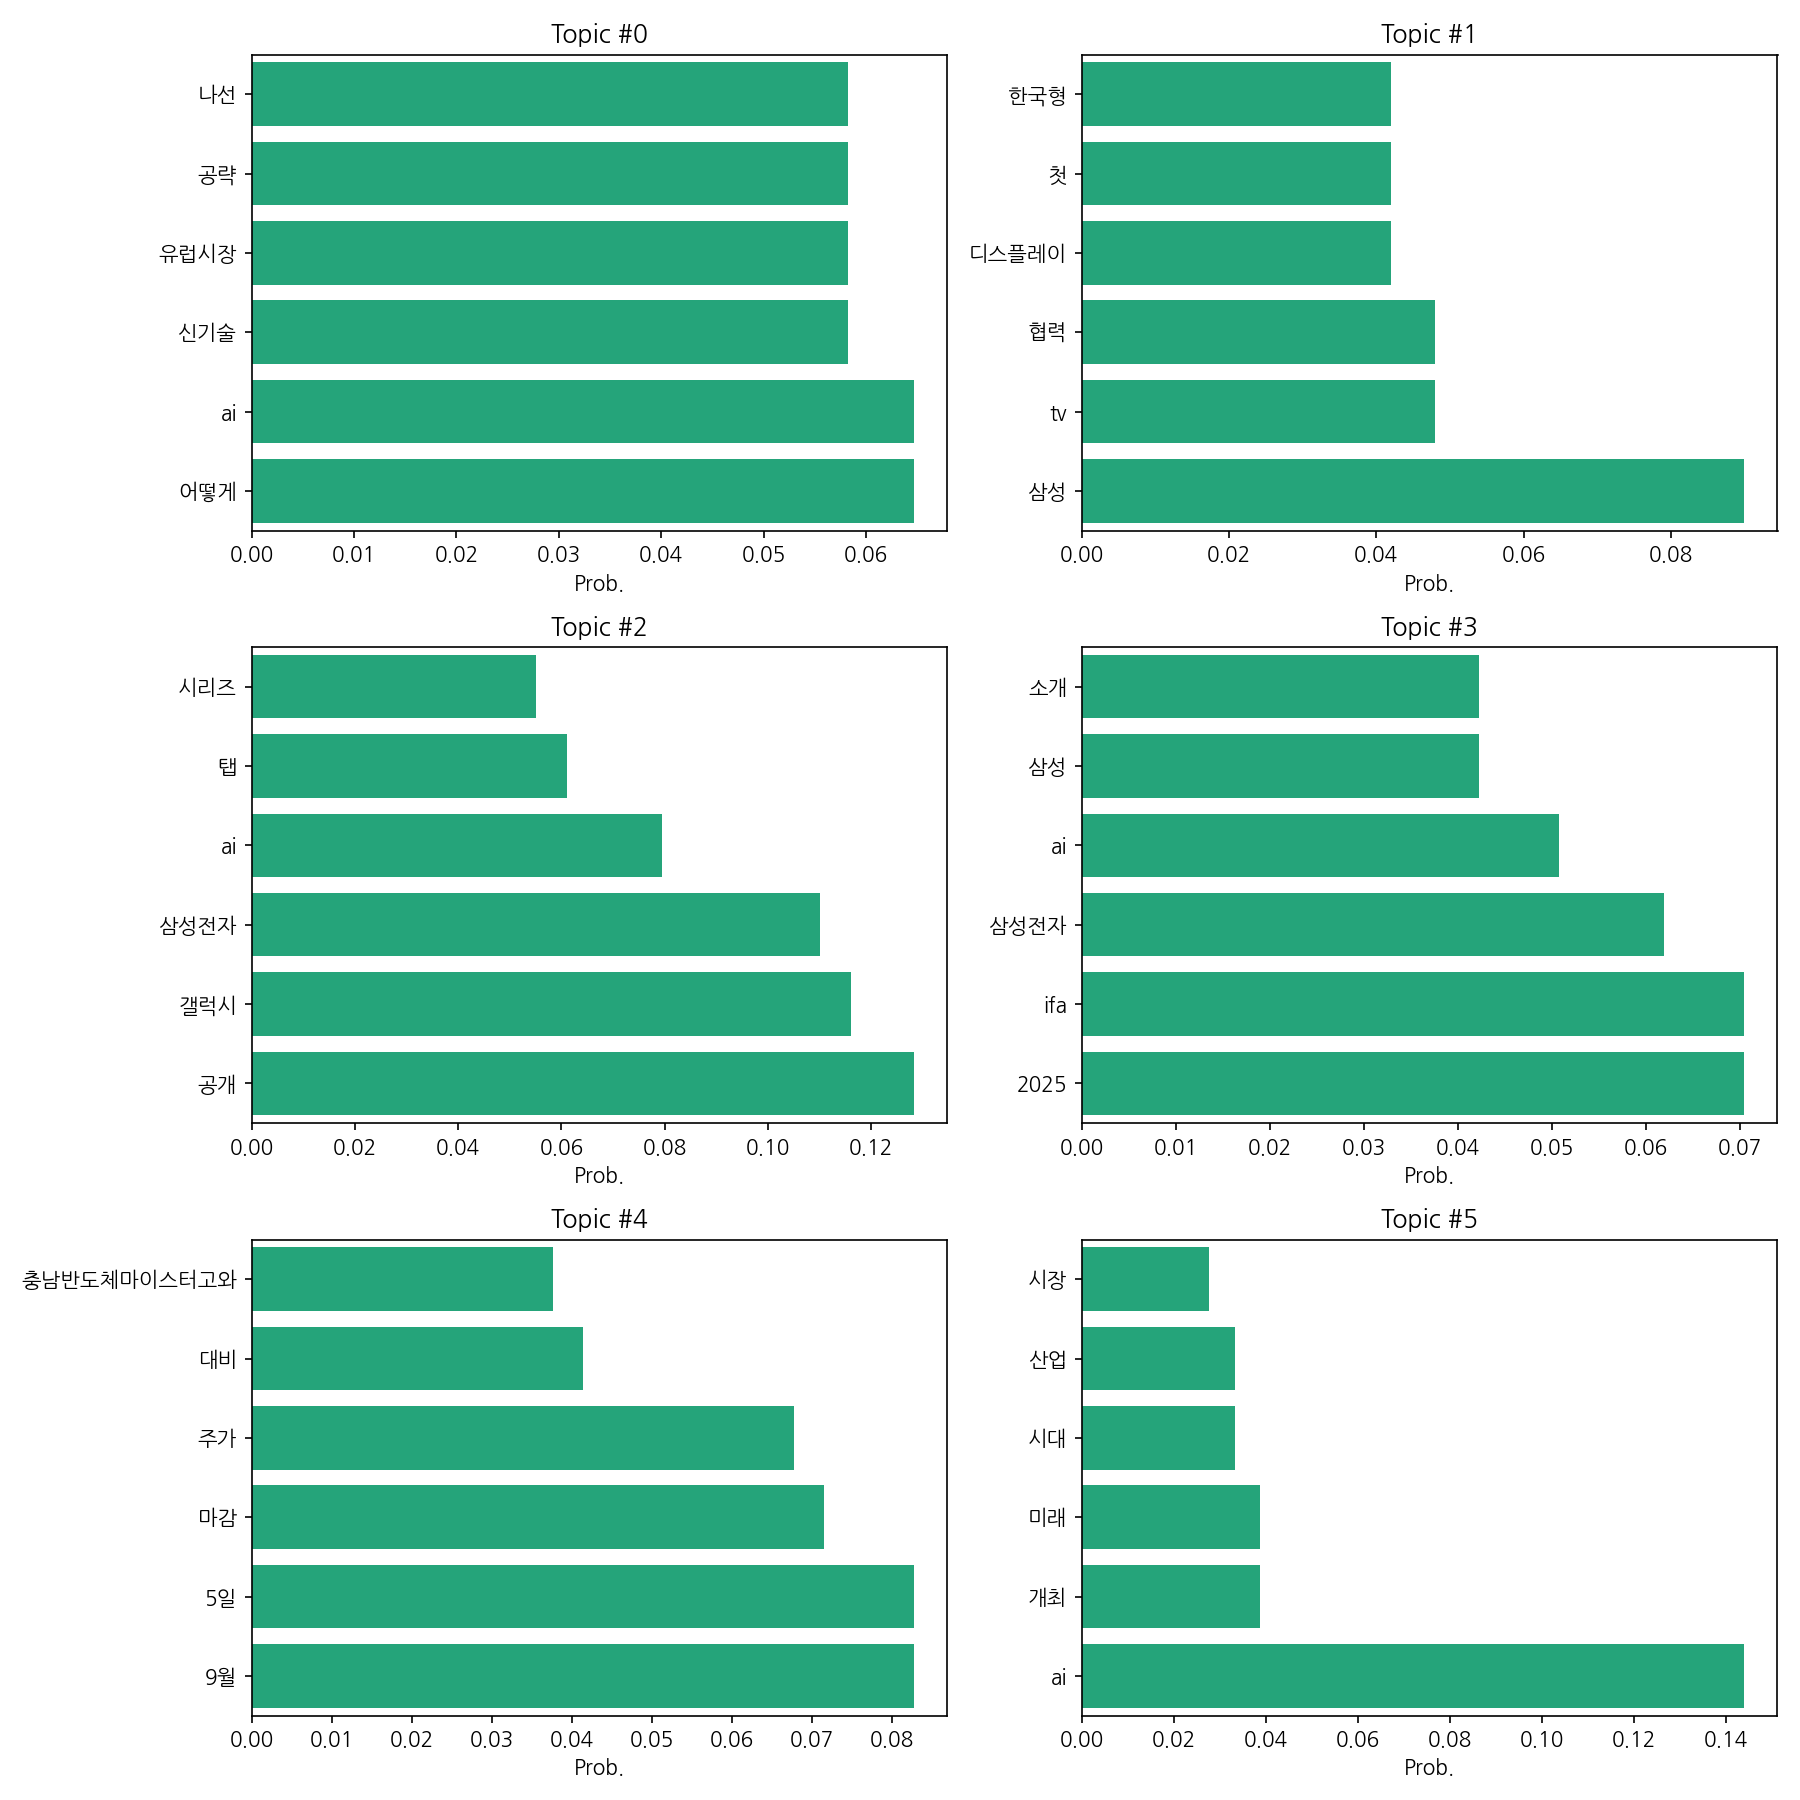 Topic #0
나선
공략
유럽시장
신기술
ai
어떻게
0.00 0.01 0.02 0.03 0.04 0.05 0.06
Prob.
Topic #1
한국형
첫
디스플레이
협력
tv
삼성
0.00 0.02 0.04 0.06 0.08
Prob.
Topic #2
시리즈
탭
ai
삼성전자
갤럭시
공개
0.00 0.02 0.04 0.06 0.08 0.10 0.12
Prob.
Topic #3
소개
삼성
ai
삼성전자
ifa
2025
0.00 0.01 0.02 0.03 0.04 0.05 0.06 0.07
Prob.
Topic #4
충남반도체마이스터고와
대비
주가
마감
5일
9월
0.00 0.01 0.02 0.03 0.04 0.05 0.06 0.07 0.08
Prob.
Topic #5
시장
산업
시대
미래
개최
ai
0.00 0.02 0.04 0.06 0.08 0.10 0.12 0.14
Prob.